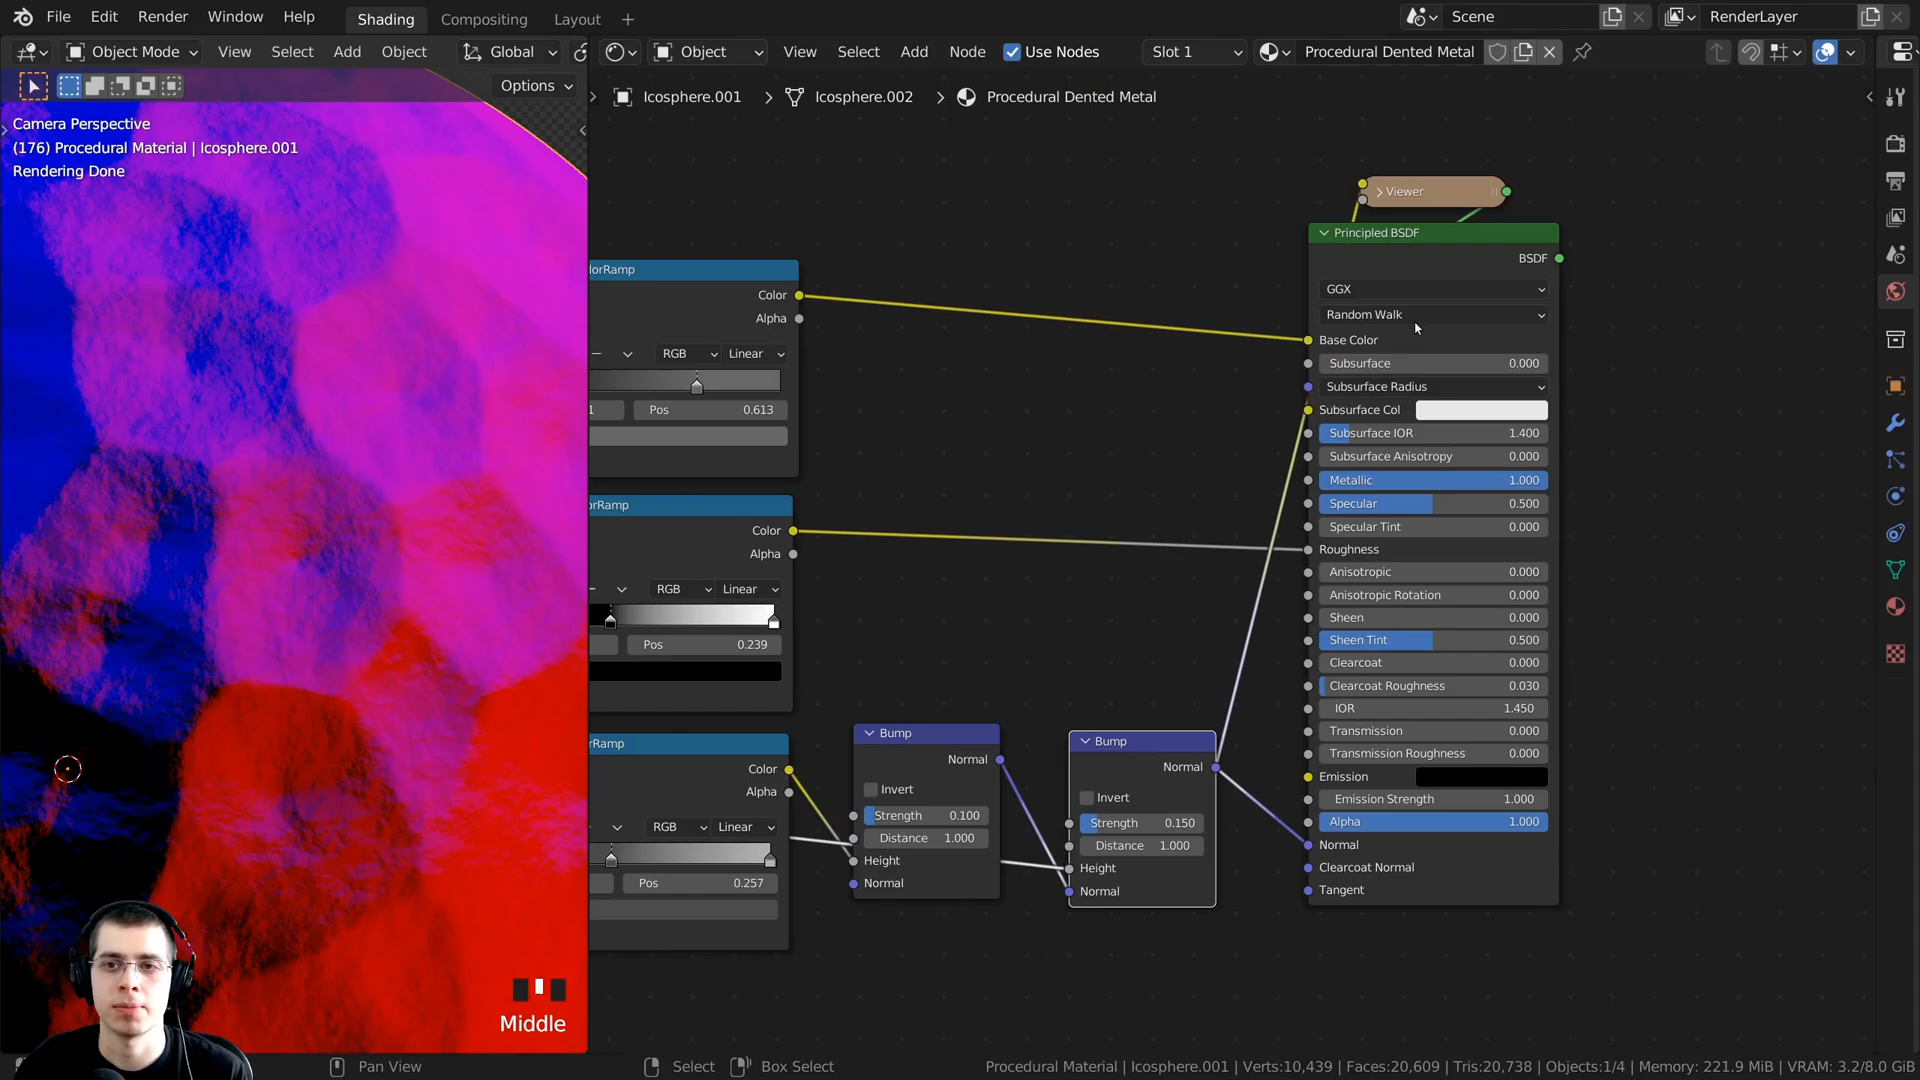 File Edit Render Window Help Shading Compositing Layout + Scene RenderLayer
Object Mode View Select Add Object Global Object View Select Add Node Use Nodes Slot 1 Procedural Dented Metal
Options
Icosphere.001 > Icosphere.002 > Procedural Dented Metal
Camera Perspective
(176) Procedural Material | Icosphere.001
Rendering Done
Viewer
Principled BSDF
BSDF
GGX
Random Walk
Base Color
Subsurface 0.000
Subsurface Radius
Subsurface Col
Subsurface IOR 1.400
Subsurface Anisotropy 0.000
Metallic 1.000
Specular 0.500
Specular Tint 0.000
Roughness
Anisotropic 0.000
Anisotropic Rotation 0.000
Sheen 0.000
Sheen Tint 0.500
Clearcoat 0.000
Clearcoat Roughness 0.030
IOR 1.450
Transmission 0.000
Transmission Roughness 0.000
Emission
Emission Strength 1.000
Alpha 1.000
Normal
Clearcoat Normal
Tangent
lorRamp
Color
Alpha
RGB Linear
1 Pos 0.613
orRamp
Color
Alpha
RGB Linear
Pos 0.239
rRamp
Color
Alpha
RGB Linear
Pos 0.257
Bump
Normal
Invert
Strength 0.100
Distance 1.000
Height
Normal
Bump
Normal
Invert
Strength 0.150
Distance 1.000
Height
Normal
Middle
Pan View Select Box Select Procedural Material | Icosphere.001 | Verts:10,439 | Faces:20,609 | Tris:20,738 | Objects:1/4 | Memory: 221.9 MiB | VRAM: 3.2/8.0 GiB